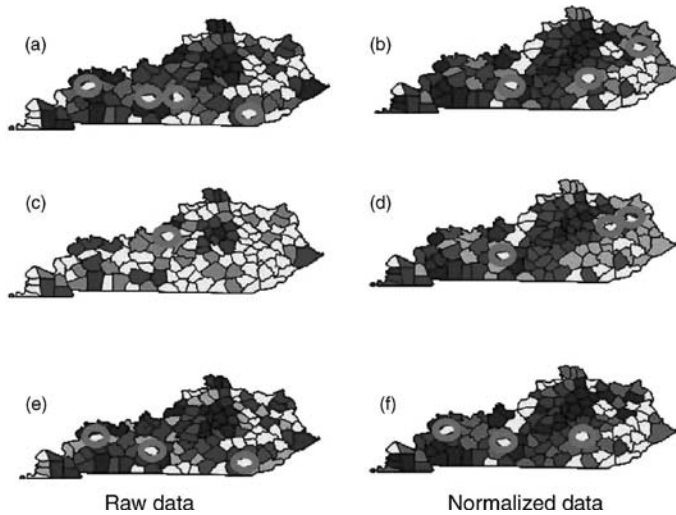 (a)
(b)
(c)
(d)
(e)
(f)
Raw data
Normalized data